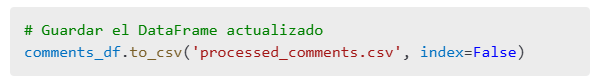 # Guardar el DataFrame actualizado
comments_df.to_csv('processed_comments.csv', index=False)